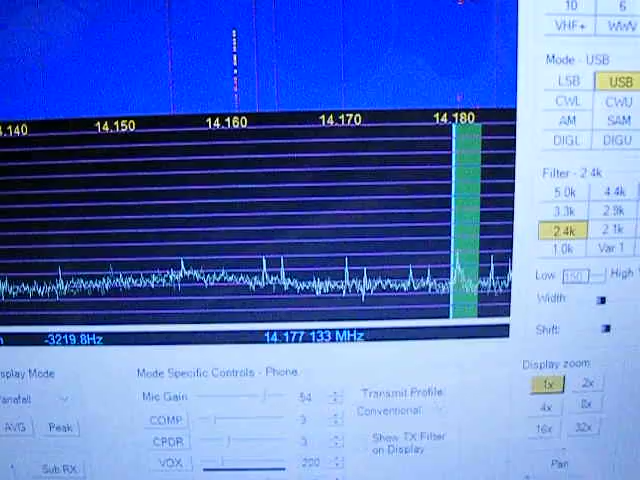 10 6
VHF+ WWV
Mode - USB
LSB USB
CWL CWU
AM SAM
DIGL DIGU
.140 14.150 14.160 14.170 14.180
Filter - 2.4k
5.0k 4.4k
3.3k 2.9k
2.4k 2.1k
1.0k Var 1
Low 150 High
Width:
Shift:
-3219.8Hz 14.177 133 MHz
Display zoom:
1x 2x
4x 8x
16x 32x
Pan
splay Mode
anafall
AVG Peak
Sub RX
Mode Specific Controls - Phone
Mic Gain 54
COMP 3
CPDR 3
VOX 200
Transmit Profile:
Conventional
Show TX Filter
on Display